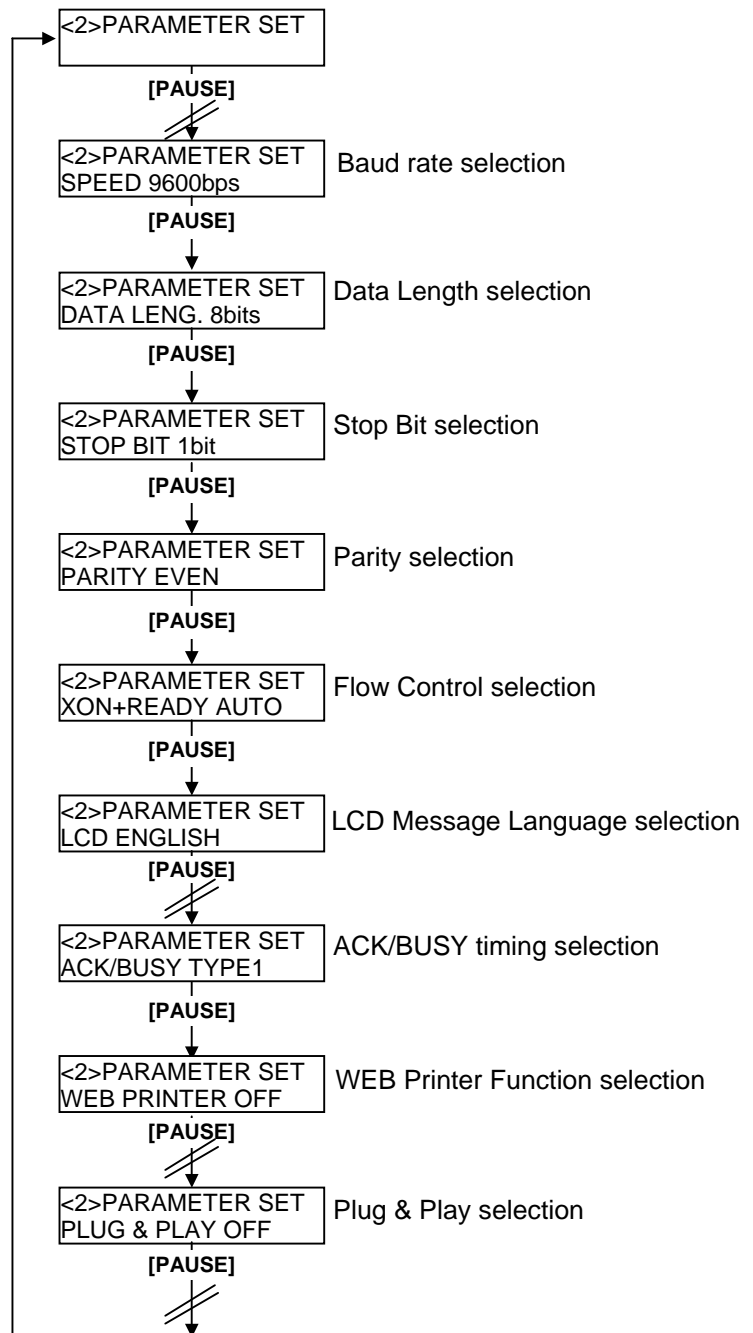 <2>PARAMETER SET
[PAUSE]
<2>PARAMETER SET
SPEED 9600bps
Baud rate selection
[PAUSE]
<2>PARAMETER SET
DATA LENG. 8bits
Data Length selection
[PAUSE]
<2>PARAMETER SET
STOP BIT 1bit
Stop Bit selection
[PAUSE]
<2>PARAMETER SET
PARITY EVEN
Parity selection
[PAUSE]
<2>PARAMETER SET
XON+READY AUTO
Flow Control selection
[PAUSE]
<2>PARAMETER SET
LCD ENGLISH
LCD Message Language selection
[PAUSE]
<2>PARAMETER SET
ACK/BUSY TYPE1
ACK/BUSY timing selection
[PAUSE]
<2>PARAMETER SET
WEB PRINTER OFF
WEB Printer Function selection
[PAUSE]
<2>PARAMETER SET
PLUG & PLAY OFF
Plug & Play selection
[PAUSE]